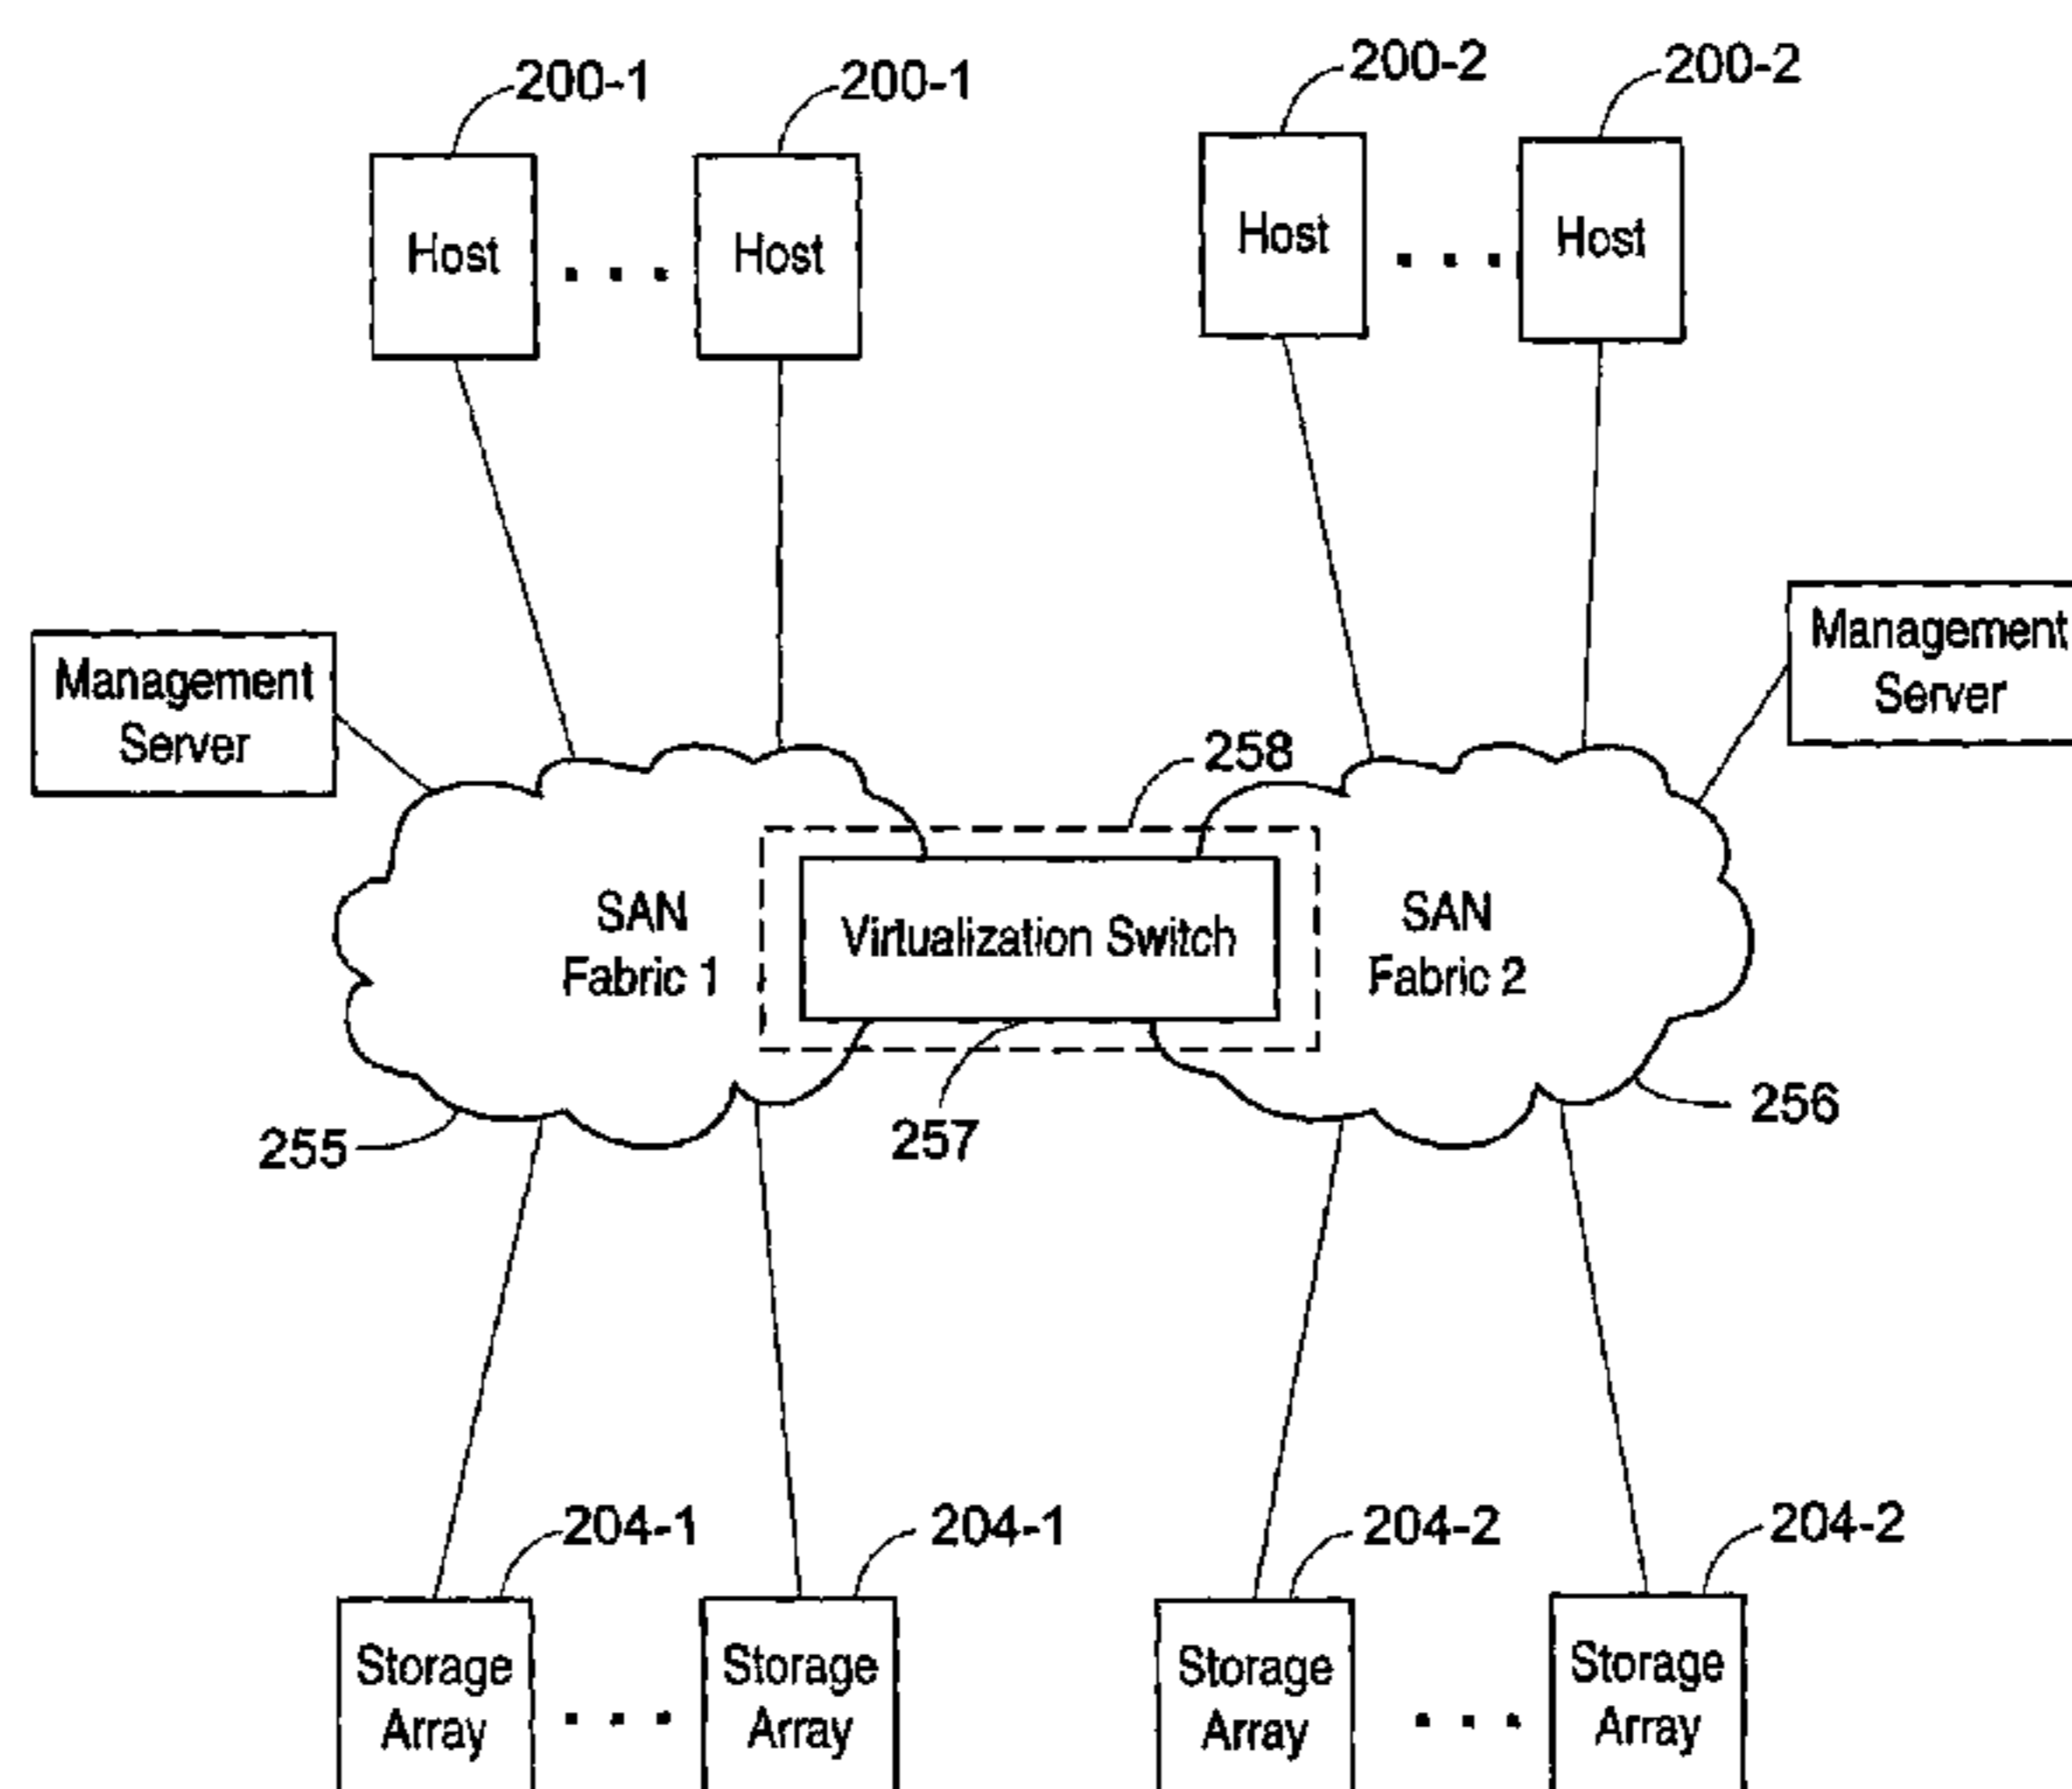 200-1
200-1
200-2
200-2
Host
Host
Host
Host
Management
Server
Management
Server
258
SAN
Fabric 1
Virtualization Switch
SAN
Fabric 2
255
257
256
204-1
204-1
204-2
204-2
Storage
Array
Storage
Array
Storage
Array
Storage
Array